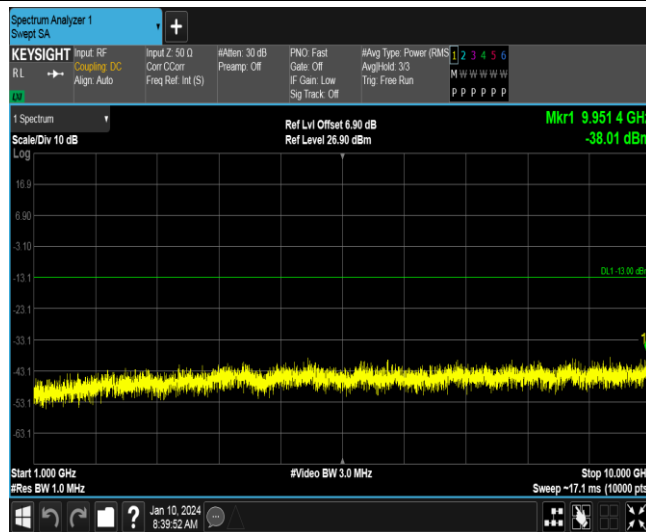 Spectrum Analyzer 1
Swept SA
+
KEYSIGHT
RL
LV
Input: RF
Coupling: DC
Align: Auto
Input Z: 50 Ω
Corr CCorr
Freq Ref: Int (S)
#Atten: 30 dB
Preamp: Off
PNO: Fast
Gate: Off
IF Gain: Low
Sig Track: Off
#Avg Type: Power (RMS
Avg|Hold: 3/3
Trig: Free Run
1 2 3 4 5 6
M W W W W W
P P P P P P
1 Spectrum
Scale/Div 10 dB
Log
Ref Lvl Offset 6.90 dB
Ref Level 26.90 dBm
Mkr1 9.951 4 GHz
-38.01 dBm
16.9
6.90
-3.10
-13.1
-23.1
-33.1
-43.1
-53.1
-63.1
DL1 -13.00 dBm
1
Start 1.000 GHz
#Res BW 1.0 MHz
#Video BW 3.0 MHz
Stop 10.000 GH
Sweep ~17.1 ms (10000 pts
?
Jan 10, 2024
8:39:52 AM